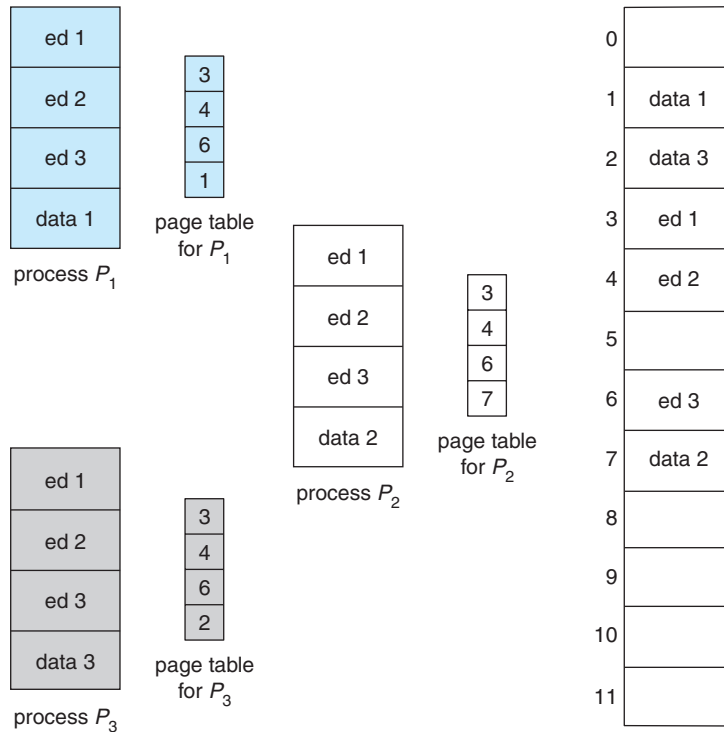 ed 1
ed 2
ed 3
data 1
process P1
3
4
6
1
page table
for P1
ed 1
ed 2
ed 3
data 2
process P2
3
4
6
7
page table
for P2
ed 1
ed 2
ed 3
data 3
process P3
3
4
6
2
page table
for P3
0
1 data 1
2 data 3
3 ed 1
4 ed 2
5
6 ed 3
7 data 2
8
9
10
11